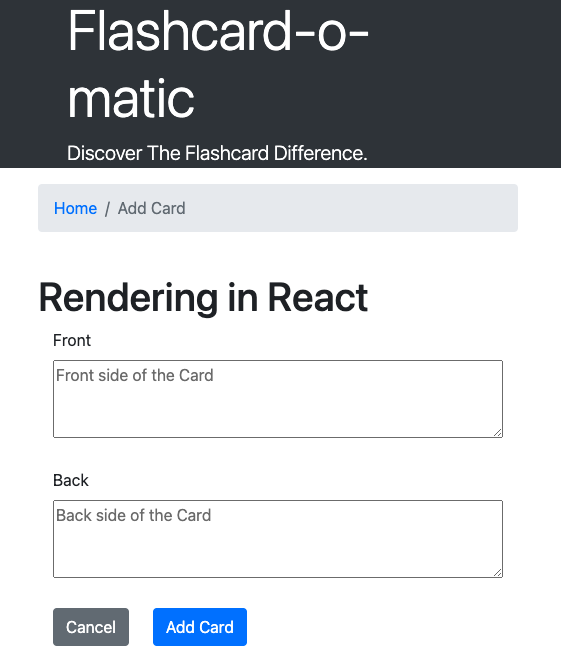 Flashcard-o-
matic
Discover The Flashcard Difference.
Home / Add Card
Rendering in React
Front
Front side of the Card
Back
Back side of the Card
Cancel Add Card